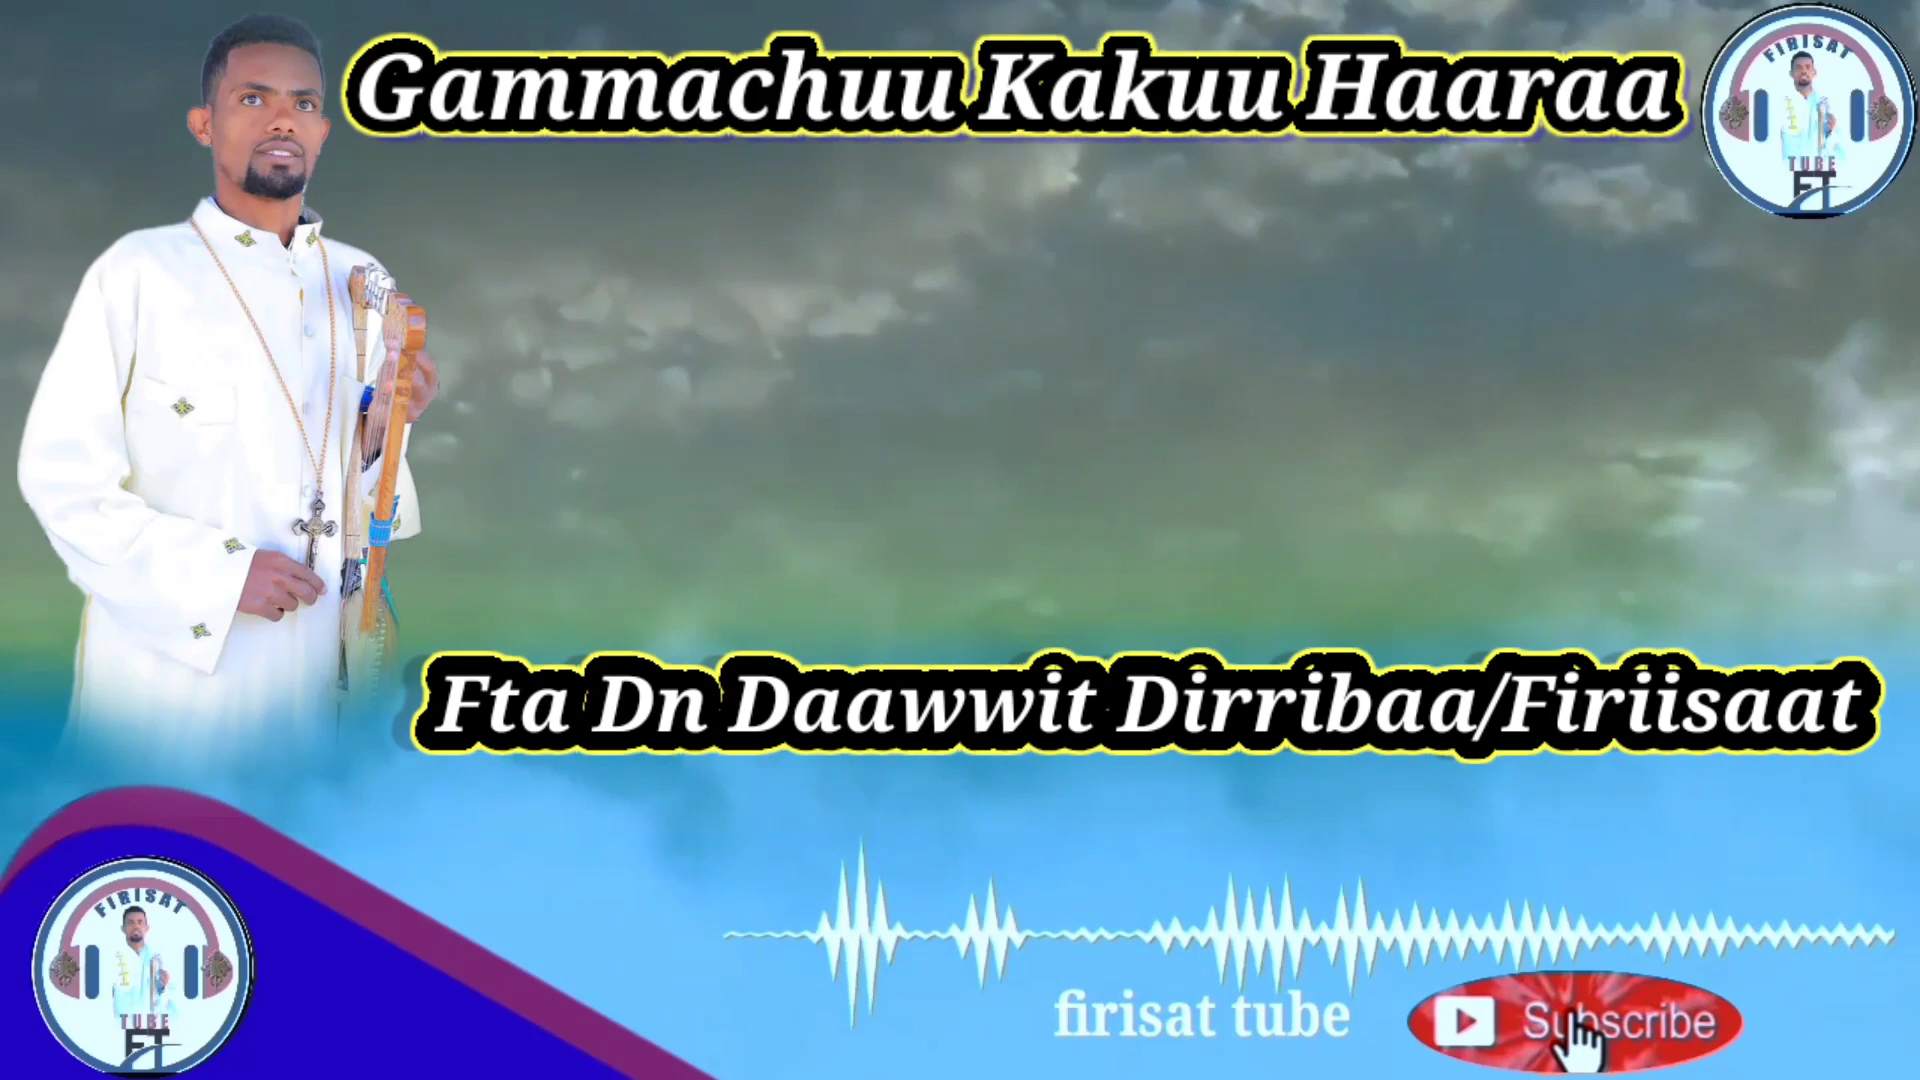 Gammachuu Kakuu Haaraa
FIRISAT
TUBE
FT
Fta Dn Daawwit Dirribaa/Firiisaat
FIRISAT
TUBE
FT
firisat tube
Subscribe